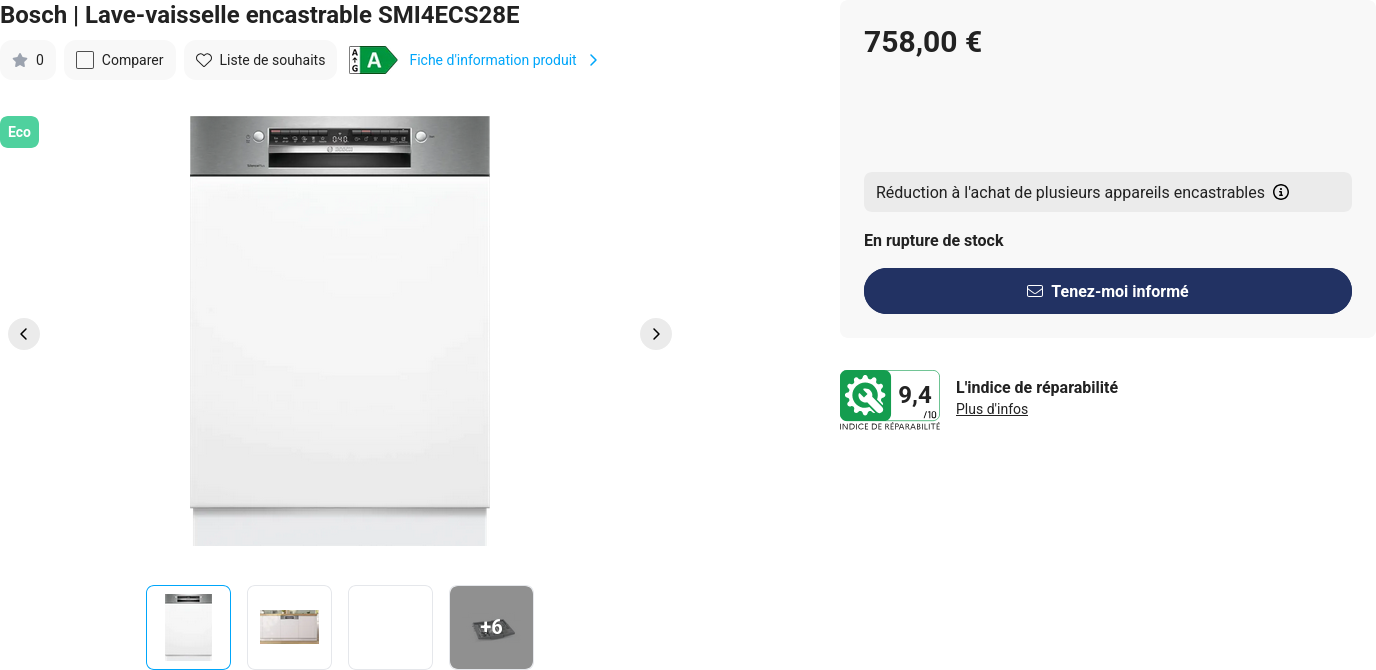 Bosch | Lave-vaisselle encastrable SMI4ECS28E
0
Comparer
Liste de souhaits
A
G
A
Fiche d'information produit
Eco
BOSCH
+6
758,00 €
Réduction à l'achat de plusieurs appareils encastrables
En rupture de stock
Tenez-moi informé
9,4
/10
INDICE DE RÉPARABILITÉ
L'indice de réparabilité
Plus d'infos